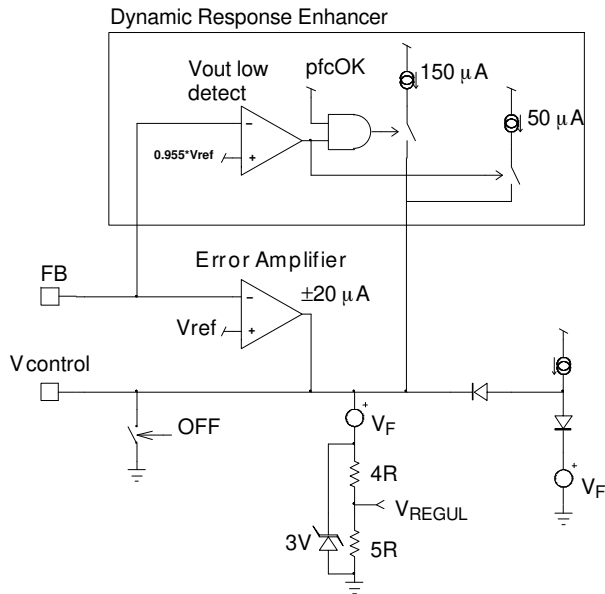 Dynamic Response Enhancer
Vout low
detect
pfcOK
150 µA
50 µA
−
0.955*Vref
+
Error Amplifier
±20 µA
FB
−
Vref
+
Vcontrol
OFF
+
VF
4R
VREGUL
3V
5R
+
VF